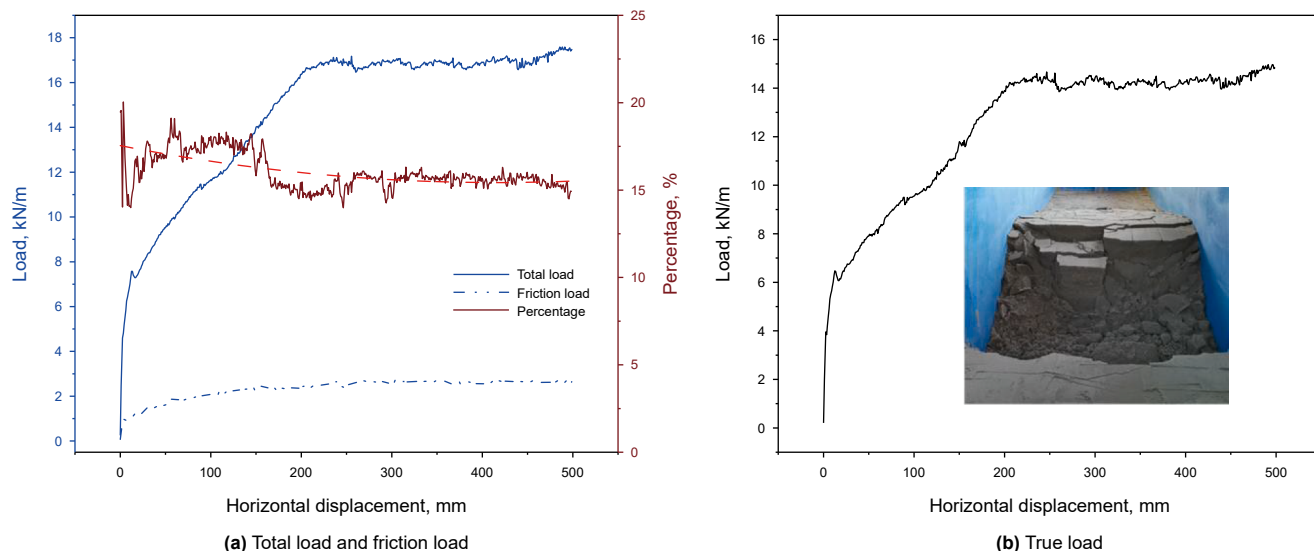 18
16
14
12
10
8
6
4
2
0
Load, kN/m
25
20
15
10
5
0
Percentage, %
Total load
Friction load
Percentage
0 100 200 300 400 500
Horizontal displacement, mm
(a) Total load and friction load
16
14
12
10
8
6
4
2
0
Load, kN/m
0 100 200 300 400 500
Horizontal displacement, mm
(b) True load